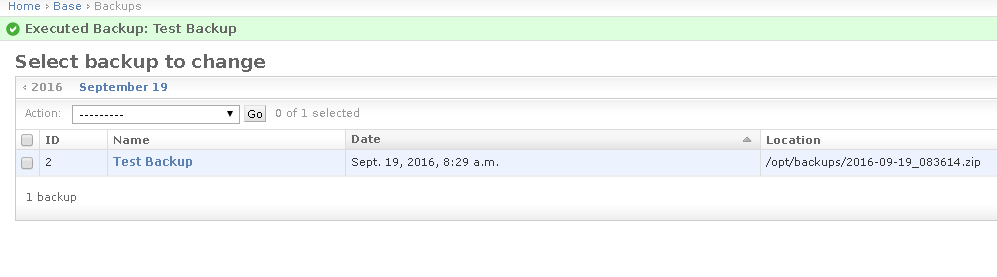 Home › Base › Backups
Executed Backup: Test Backup
Select backup to change
‹ 2016 September 19
Action: --------- Go 0 of 1 selected
ID Name Date Location
2 Test Backup Sept. 19, 2016, 8:29 a.m. /opt/backups/2016-09-19_083614.zip
1 backup